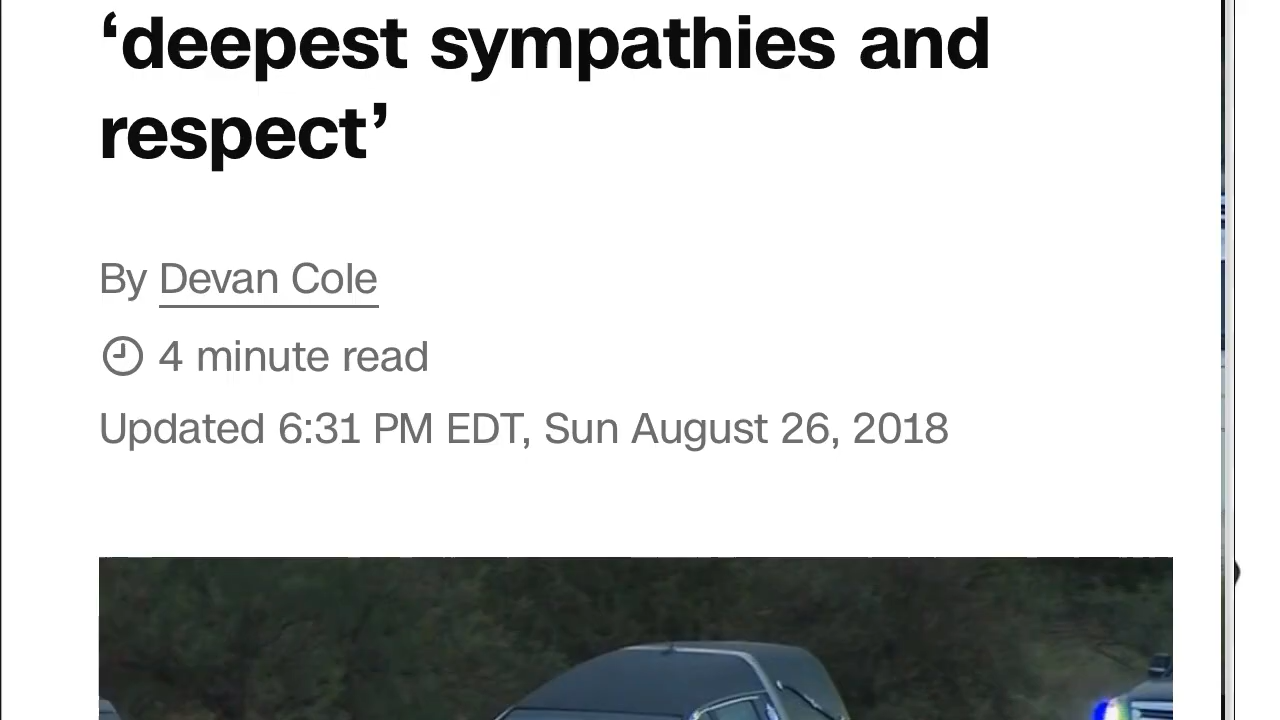 ‘deepest sympathies and
respect’
By Devan Cole
4 minute read
Updated 6:31 PM EDT, Sun August 26, 2018